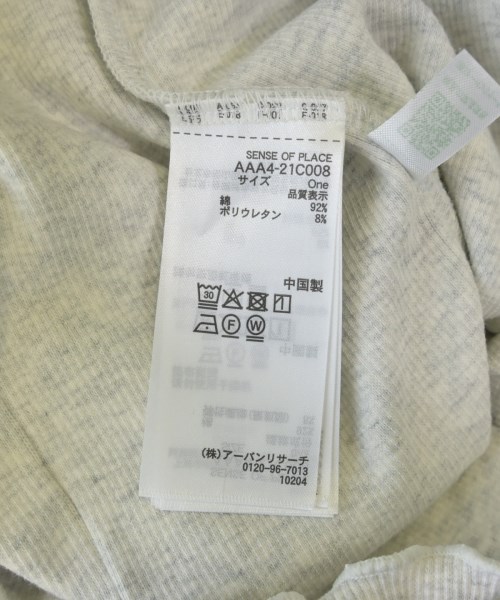 SENSE OF PLACE
AAA4-21C008
サイズ One
品質表示
綿 92%
ポリウレタン 8%
中国製
30
F W
(株)アーバンリサーチ
0120-96-7013
10204